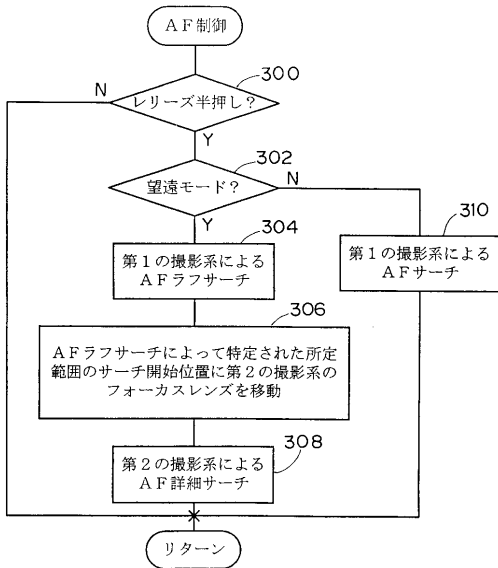 AF制御
300
N
レリーズ半押し？
Y
302
望遠モード？
N
Y
304
310
第1の撮影系による
AFラフサーチ
第1の撮影系による
AFサーチ
306
AFラフサーチによって特定された所定
範囲のサーチ開始位置に第2の撮影系の
フォーカスレンズを移動
308
第2の撮影系による
AF詳細サーチ
リターン